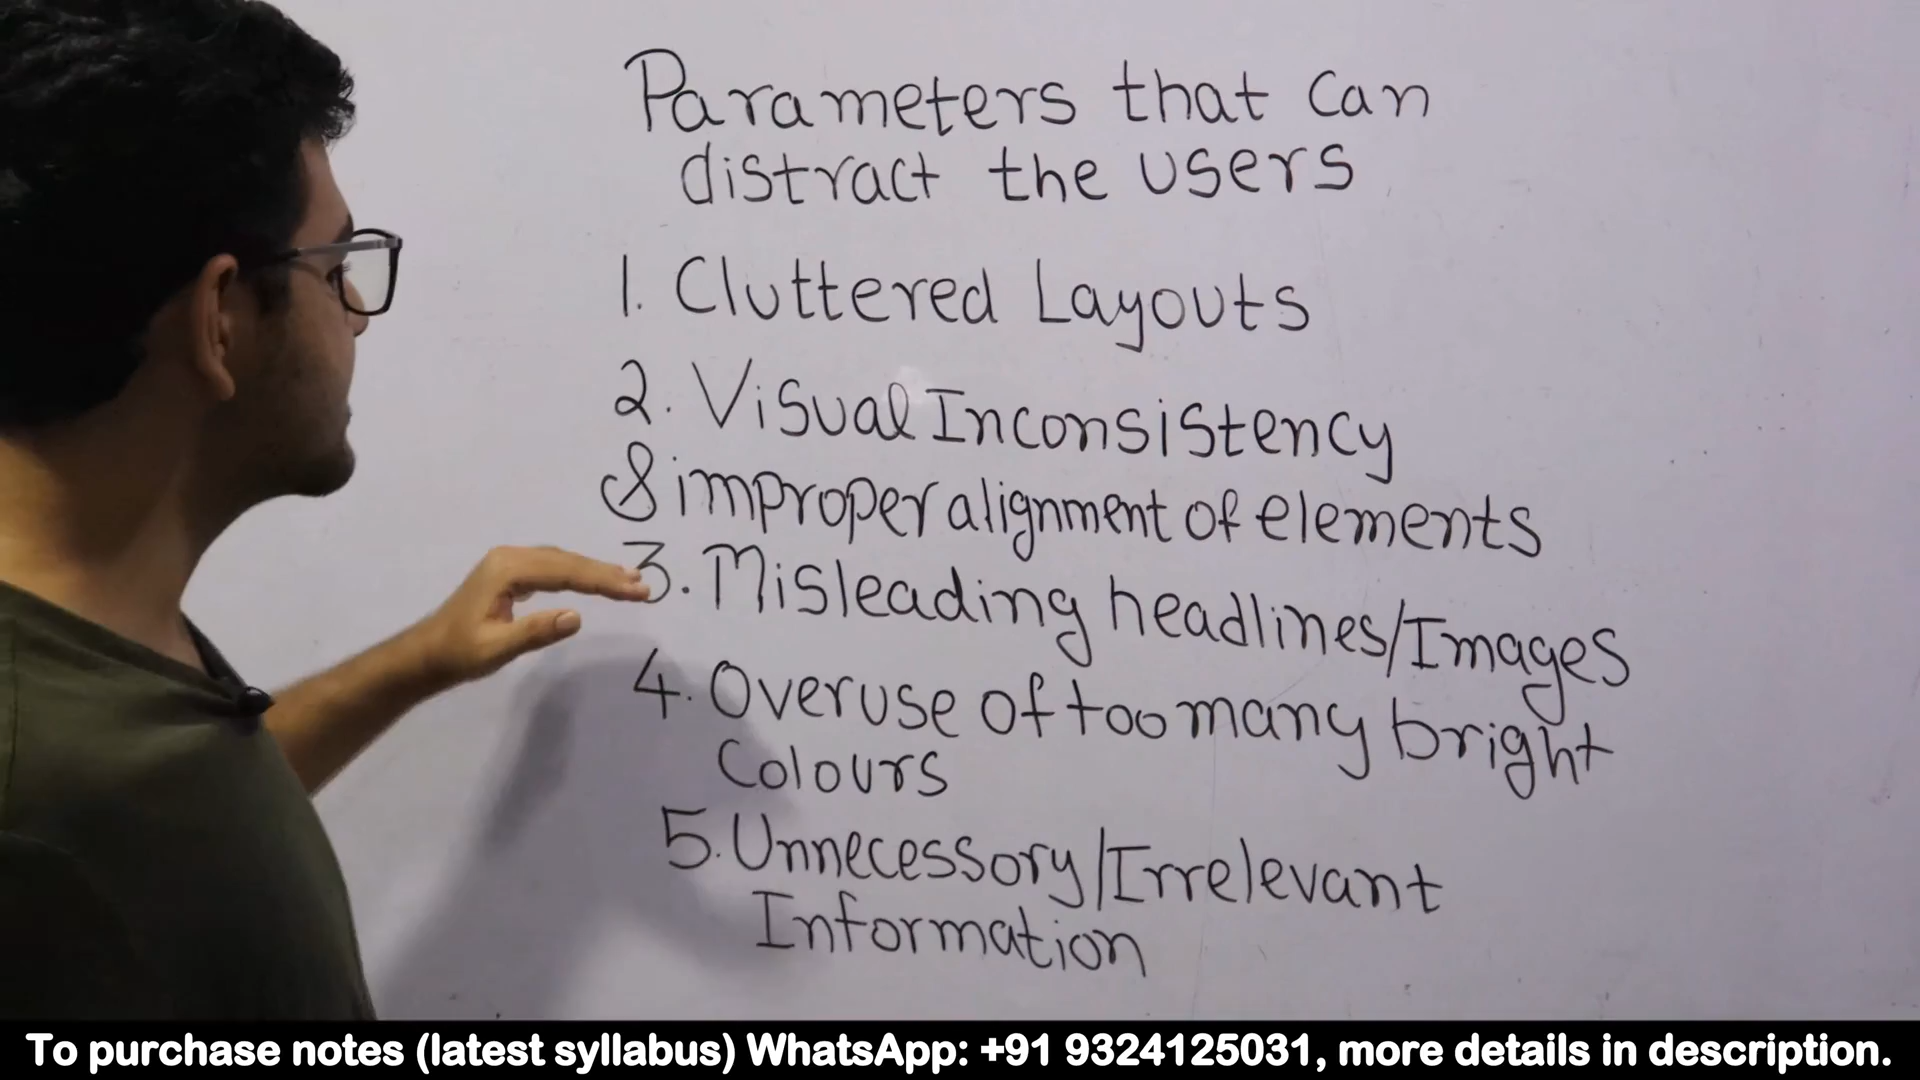 Parameters that can
distract the users
1. Cluttered Layouts
2. Visual Inconsistency
& improper alignment of elements
3. Misleading headlines/Images
4. Overuse of too many bright
Colours
5. Unnecessory/Irrelevant
Information
To purchase notes (latest syllabus) WhatsApp: +91 9324125031, more details in description.